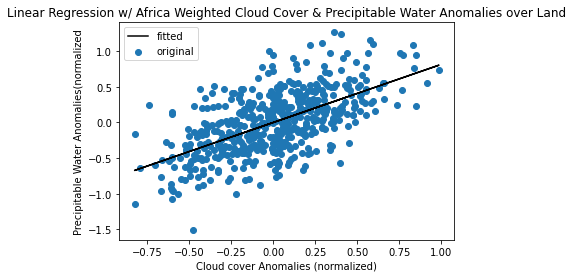 Linear Regression w/ Africa Weighted Cloud Cover & Precipitable Water Anomalies over Land
fitted
original
Precipitable Water Anomalies(normalized
1.0
0.5
0.0
−0.5
−1.0
−1.5
−0.75
−0.50
−0.25
0.00
0.25
0.50
0.75
1.00
Cloud cover Anomalies (normalized)